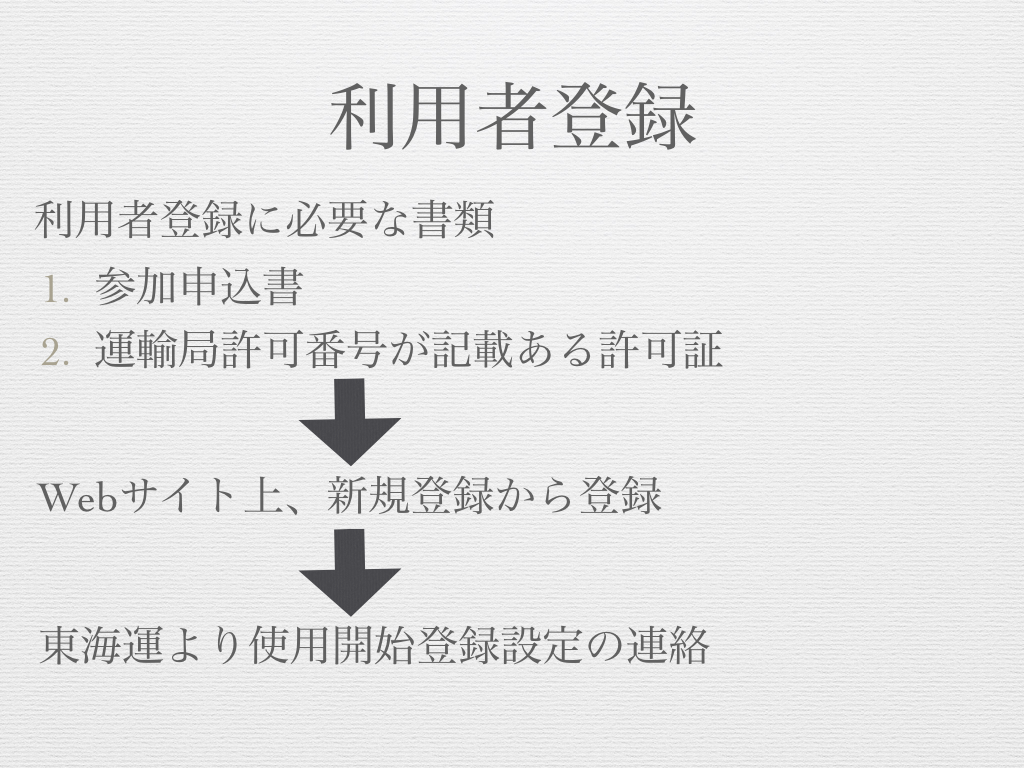 利用者登録
利用者登録に必要な書類
1. 参加申込書
2. 運輸局許可番号が記載ある許可証
Webサイト上、新規登録から登録
東海運より使用開始登録設定の連絡